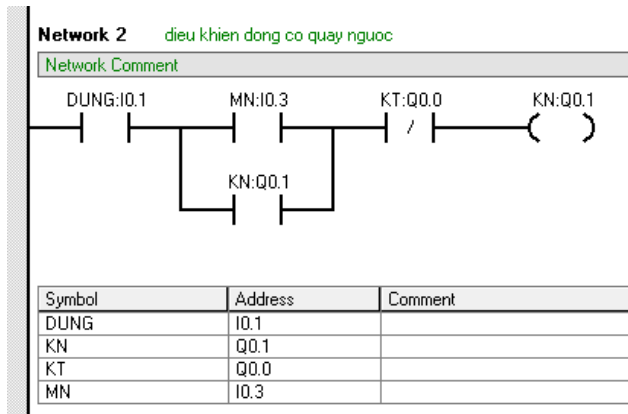 Network 2 dieu khien dong co quay nguoc
Network Comment
DUNG:I0.1 MN:I0.3 KT:Q0.0 KN:Q0.1
KN:Q0.1
Symbol Address Comment
DUNG I0.1
KN Q0.1
KT Q0.0
MN I0.3